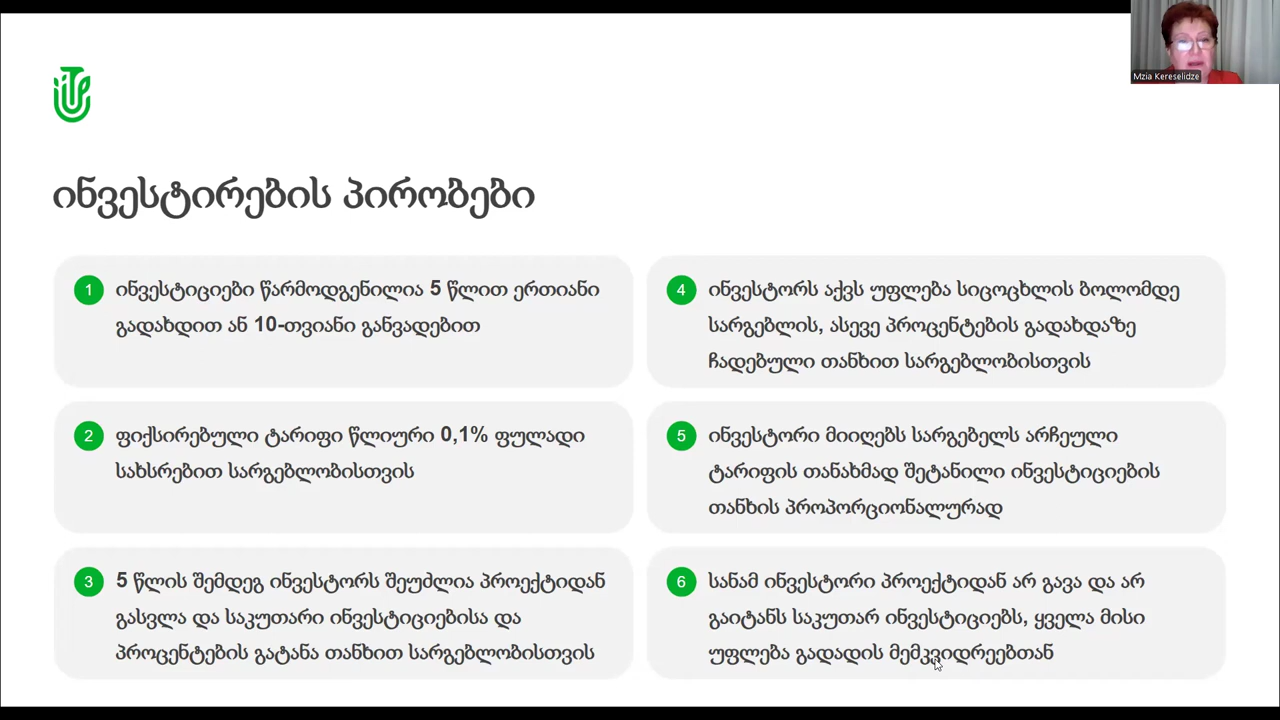 Mzia Kereselidze
ინვესტირების პირობები
1 ინვესტიციები წარმოდგენილია 5 წლით ერთიანი
გადახდით ან 10-თვიანი განვადებით
2 ფიქსირებული ტარიფი წლიური 0,1% ფულადი
სახსრებით სარგებლობისთვის
3 5 წლის შემდეგ ინვესტორს შეუძლია პროექტიდან
გასვლა და საკუთარი ინვესტიციებისა და
პროცენტების გატანა თანხით სარგებლობისთვის
4 ინვესტორს აქვს უფლება სიცოცხლის ბოლომდე
სარგებლის, ასევე პროცენტების გადახდაზე
ჩადებული თანხით სარგებლობისთვის
5 ინვესტორი მიიღებს სარგებელს არჩეული
ტარიფის თანახმად შეტანილი ინვესტიციების
თანხის პროპორციონალურად
6 სანამ ინვესტორი პროექტიდან არ გავა და არ
გაიტანს საკუთარ ინვესტიციებს, ყველა მისი
უფლება გადადის მემკვიდრეებთან